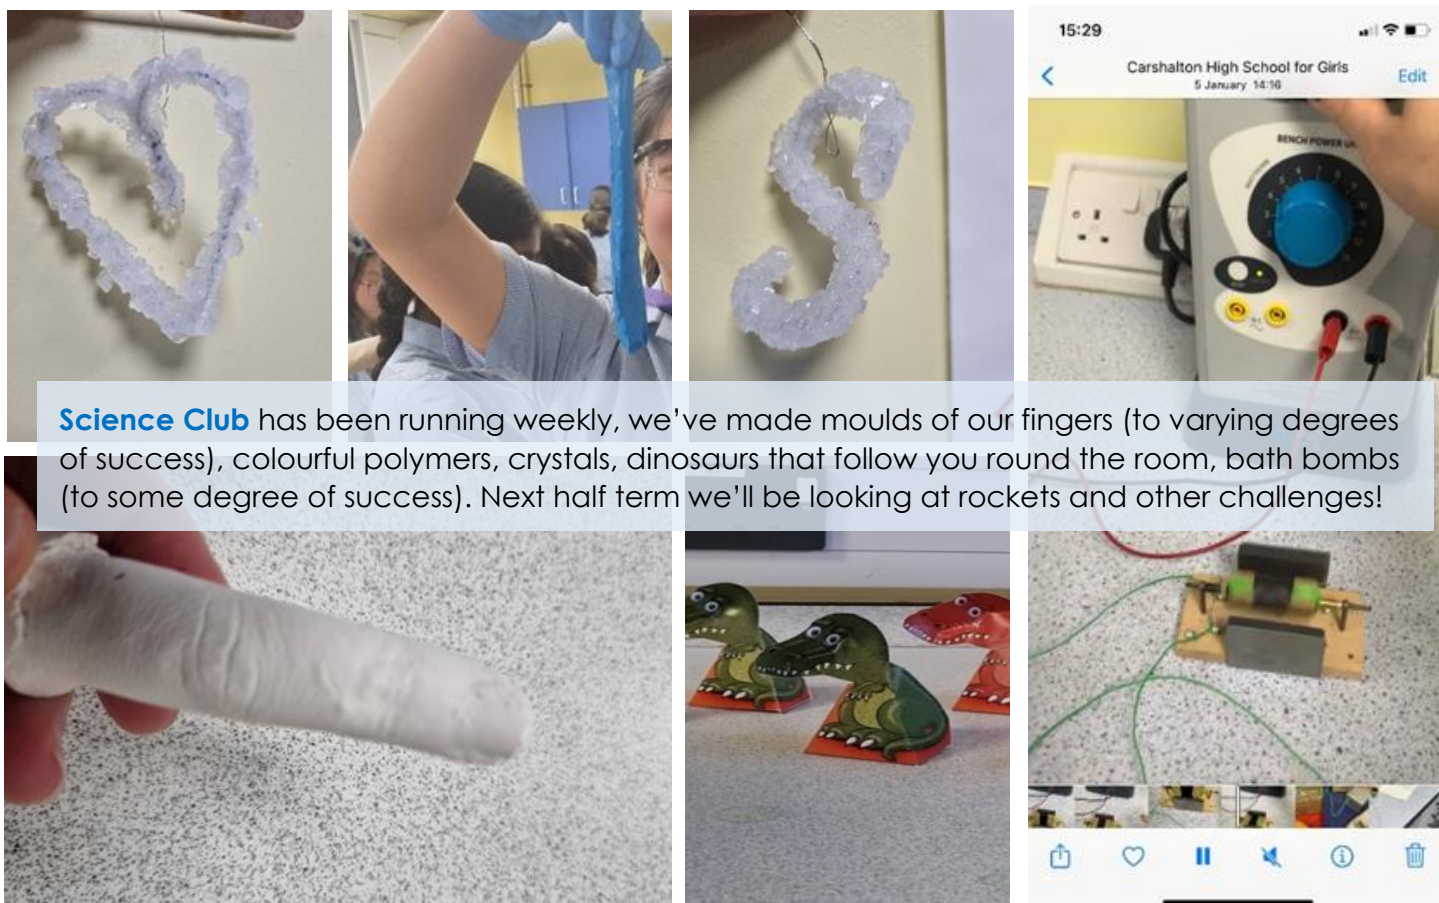 15:29
Carshalton High School for Girls
Edit
5 January 14:16
BENCH POWER
Science Club has been running weekly, we’ve made moulds of our fingers (to varying degrees
of success), colourful polymers, crystals, dinosaurs that follow you round the room, bath bombs
(to some degree of success). Next half term we’ll be looking at rockets and other challenges!